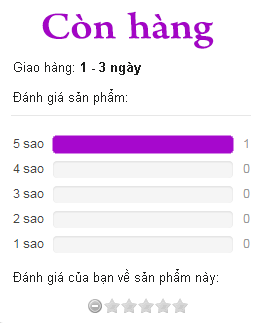 Còn hàng
Giao hàng: 1 - 3 ngày
Đánh giá sản phẩm:
5 sao 1
4 sao 0
3 sao 0
2 sao 0
1 sao 0
Đánh giá của bạn về sản phẩm này: